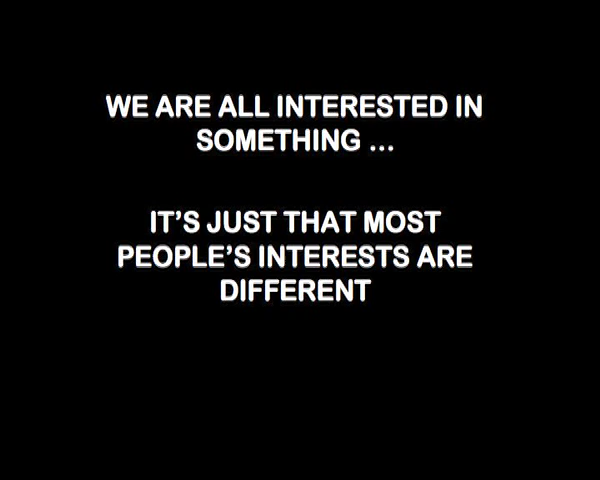 WE ARE ALL INTERESTED IN
SOMETHING ...
IT’S JUST THAT MOST
PEOPLE’S INTERESTS ARE
DIFFERENT